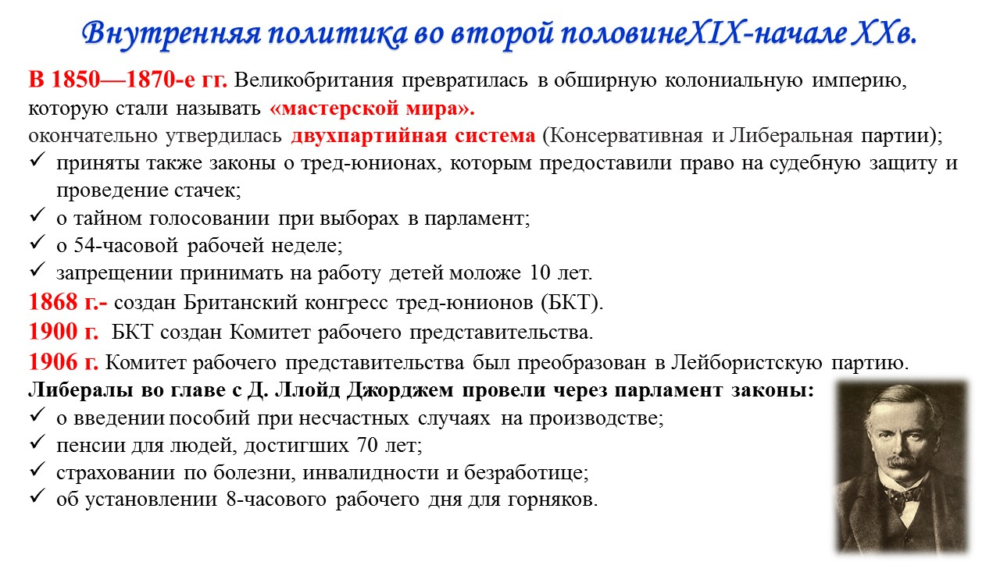 Внутренняя политика во второй половинеXIX-начале XXв.
В 1850—1870-е гг. Великобритания превратилась в обширную колониальную империю,
которую стали называть «мастерской мира».
окончательно утвердилась двухпартийная система (Консервативная и Либеральная партии);
✓ приняты также законы о тред-юнионах, которым предоставили право на судебную защиту и
проведение стачек;
✓ о тайном голосовании при выборах в парламент;
✓ о 54-часовой рабочей неделе;
✓ запрещении принимать на работу детей моложе 10 лет.
1868 г.- создан Британский конгресс тред-юнионов (БКТ).
1900 г. БКТ создан Комитет рабочего представительства.
1906 г. Комитет рабочего представительства был преобразован в Лейбористскую партию.
Либералы во главе с Д. Ллойд Джорджем провели через парламент законы:
✓ о введении пособий при несчастных случаях на производстве;
✓ пенсии для людей, достигших 70 лет;
✓ страховании по болезни, инвалидности и безработице;
✓ об установлении 8-часового рабочего дня для горняков.